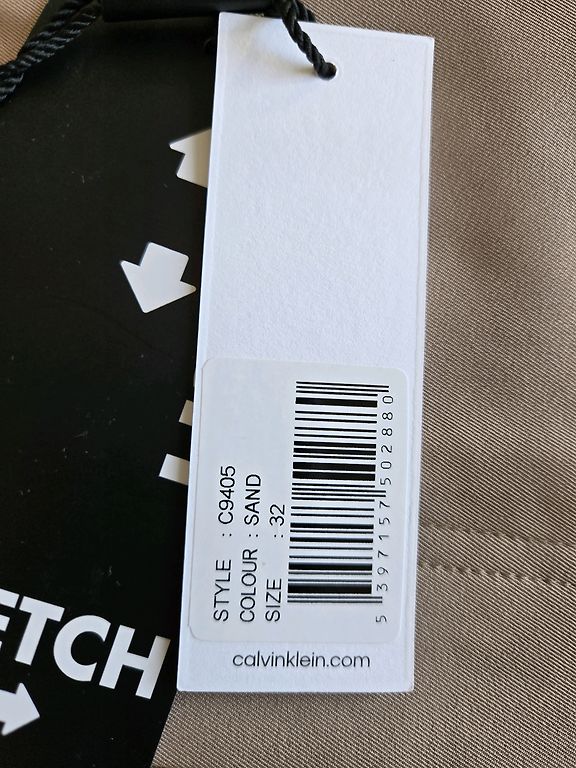 STYLE : C9405
COLOUR : SAND
SIZE : 32
5 397157 502880
calvinklein.com
ETCH